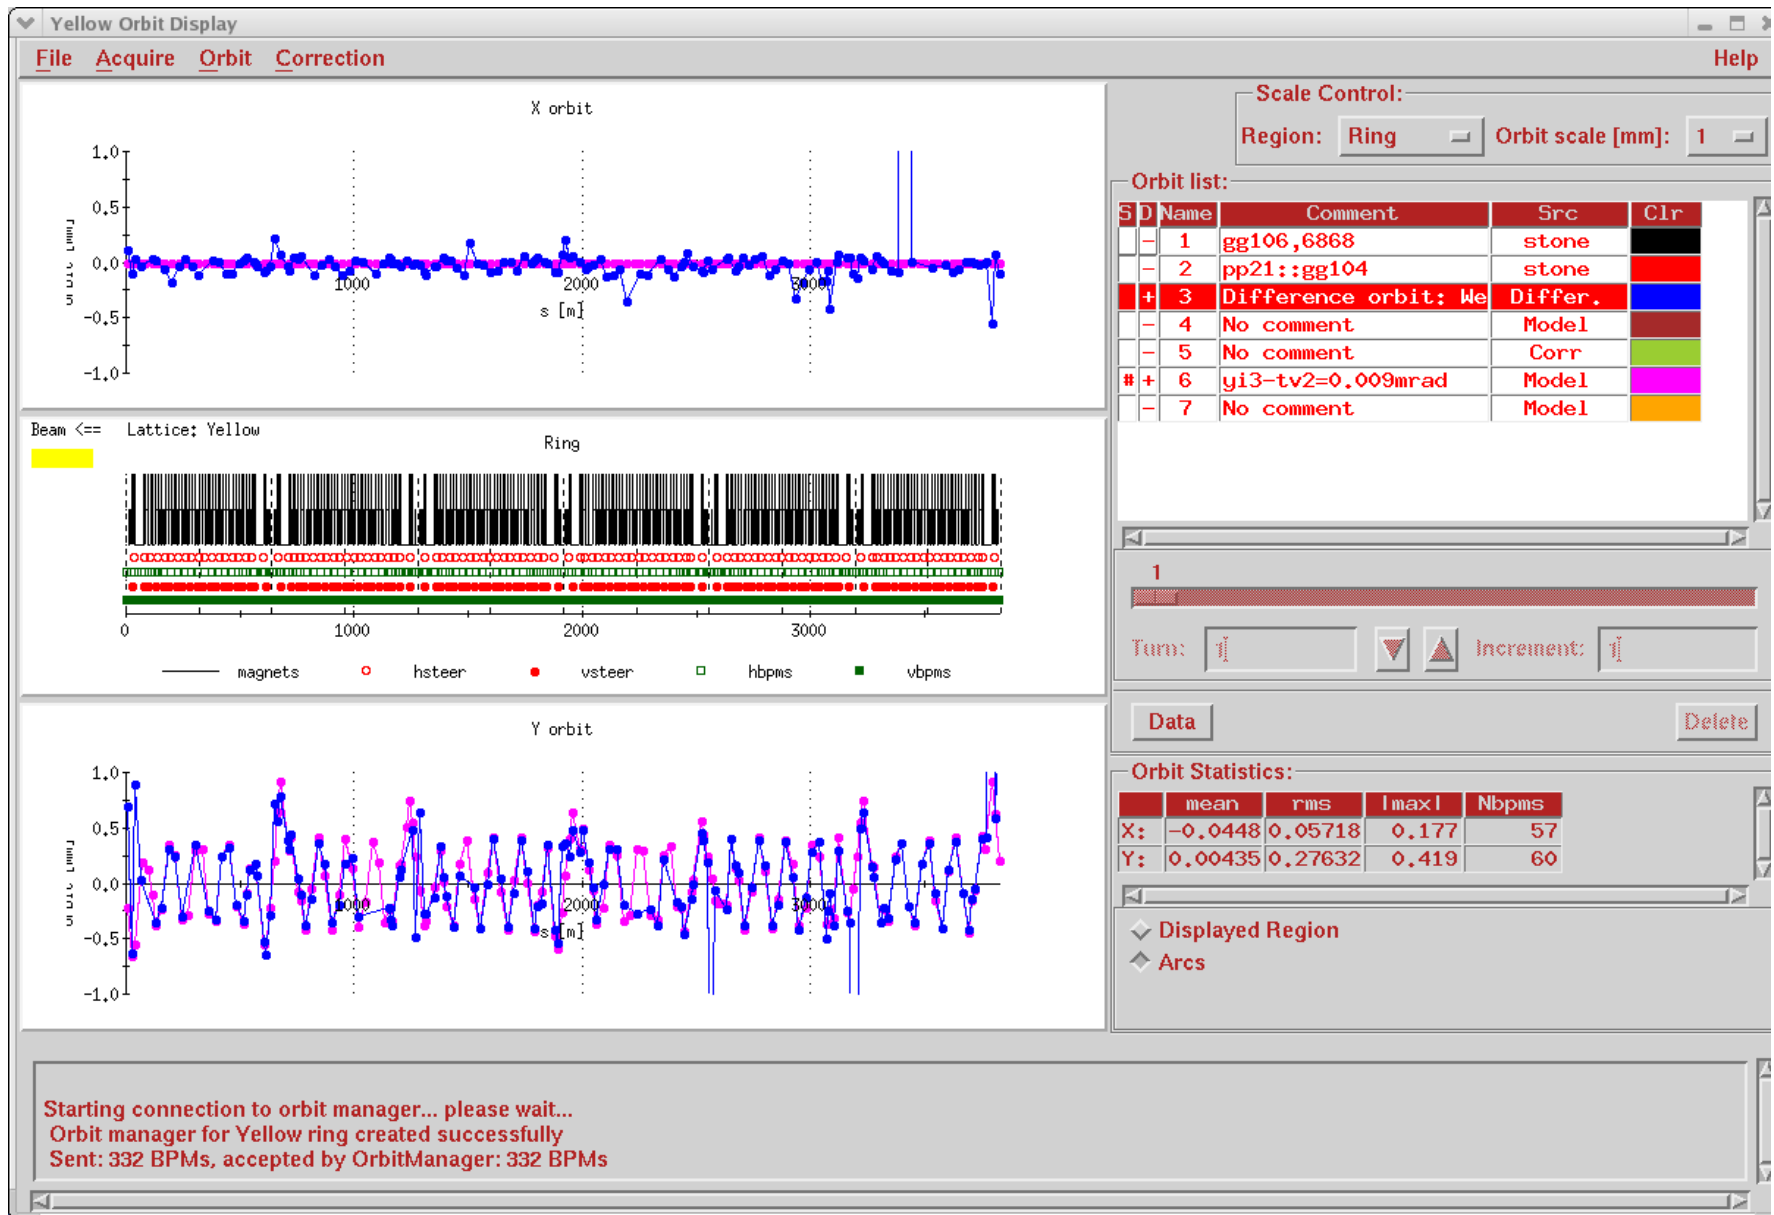 Yellow Orbit Display
File Acquire Orbit Correction Help
X orbit
1.0
0.5
0.0
-0.5
-1.0
1000 2000 3000
s [m]
Beam <== Lattice: Yellow
Ring
0 1000 2000 3000
magnets hsteer vsteer hbpms vbpms
Y orbit
1.0
0.5
0.0
-0.5
-1.0
1000 2000 3000
s [m]
Scale Control:
Region: Ring Orbit scale [mm]: 1
Orbit list:
S D Name Comment Src Clr
- 1 gg106,6868 stone
- 2 pp21::gg104 stone
+ 3 Difference orbit: We Differ.
- 4 No comment Model
- 5 No comment Corr
# + 6 yi3-tv2=0.009mrad Model
- 7 No comment Model
1
Turn: 1 Increment: 1
Data Delete
Orbit Statistics:
mean rms |max| Nbpms
X: -0.0448 0.05718 0.177 57
Y: 0.00435 0.27632 0.419 60
Displayed Region
Arcs
Starting connection to orbit manager... please wait...
Orbit manager for Yellow ring created successfully
Sent: 332 BPMs, accepted by OrbitManager: 332 BPMs